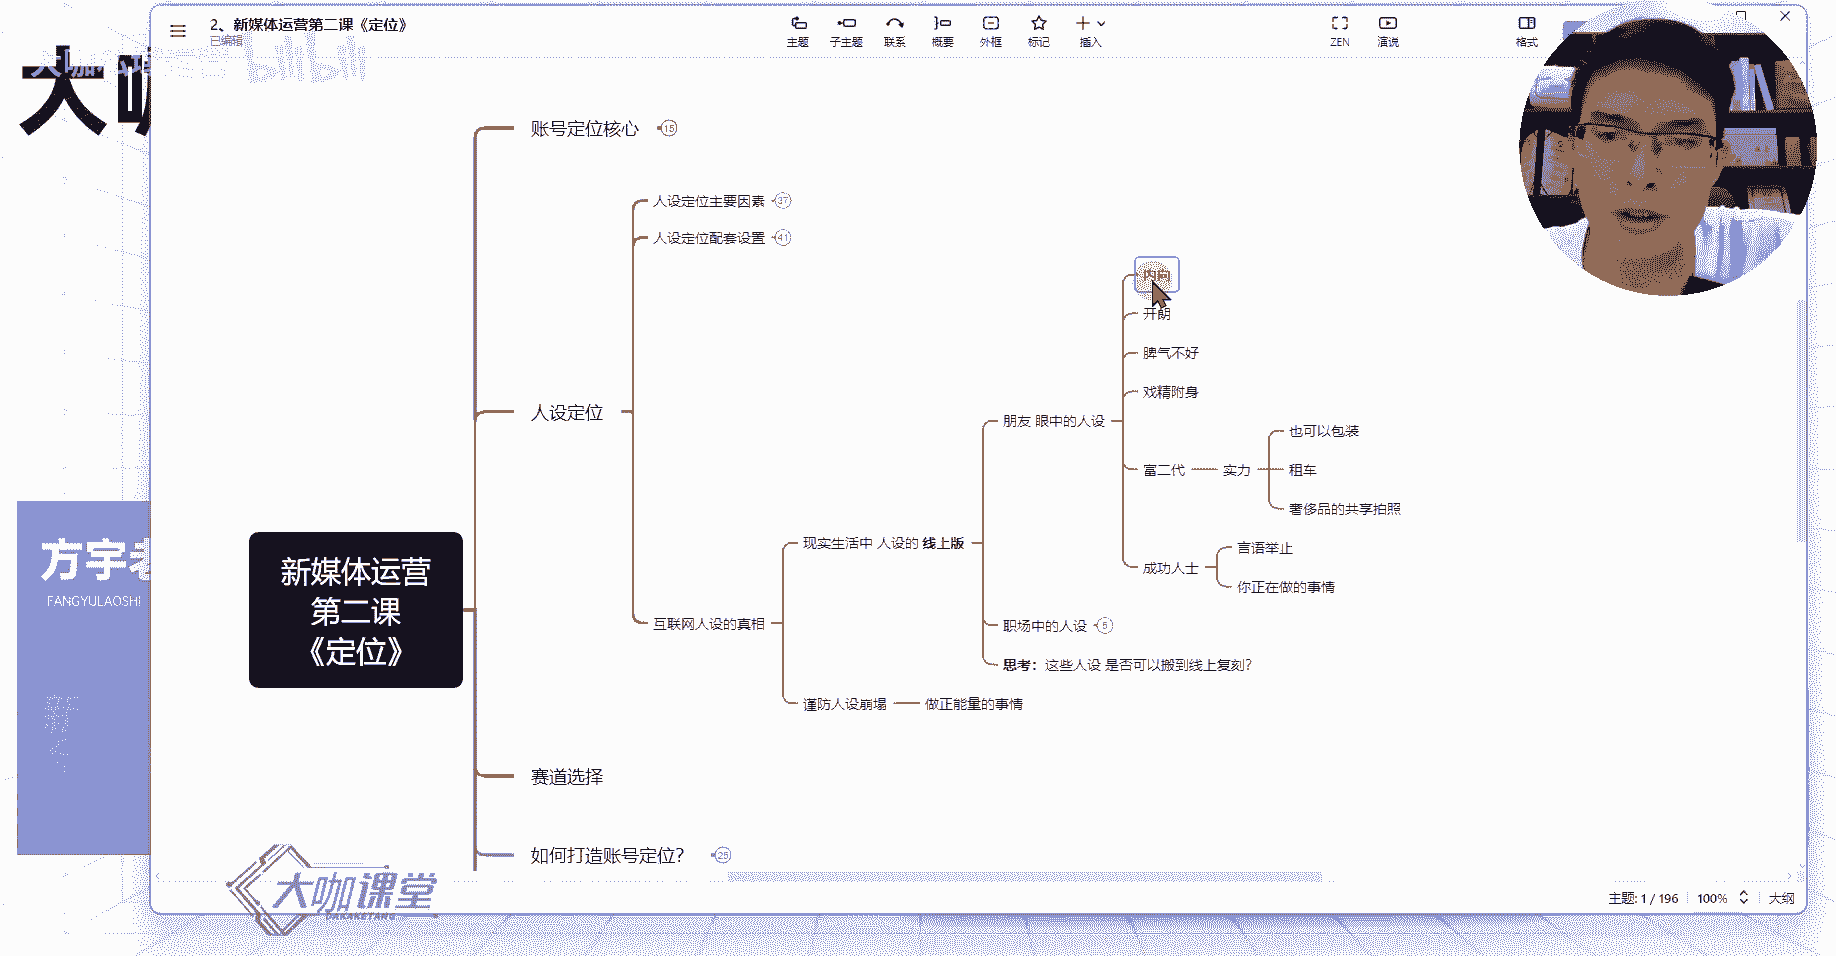 2、新媒体运营第二课《定位》
已编辑
主题
子主题
联系
概要
外框
标记
插入
ZEN
演说
格式
大咖
bilibili
账号定位核心
15
人设定位主要因素
37
人设定位配套设置
41
内向
开朗
脾气不好
戏精附身
朋友 眼中的人设
人设定位
也可以包装
富二代
实力
租车
奢侈品的共享拍照
现实生活中 人设的 线上版
言语举止
成功人士
你正在做的事情
互联网人设的真相
职场中的人设
5
思考：这些人设 是否可以搬到线上复刻？
谨防人设崩塌
做正能量的事情
新媒体运营
第二课
《定位》
方宇老
FANGYULAOSHI
赛道选择
如何打造账号定位？
大咖课堂
DAKAKETANG
主题: 1 / 196
100%
大纲